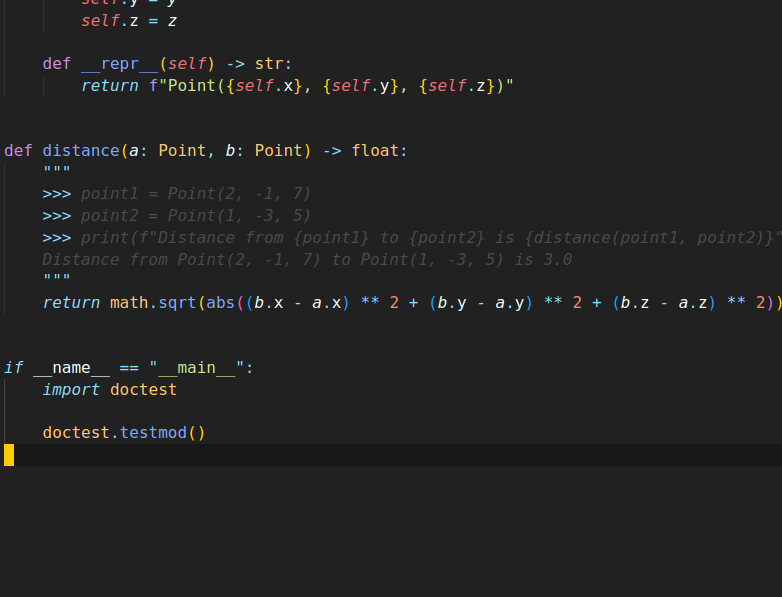 self.y = y
self.z = z
def __repr__(self) -> str:
return f"Point({self.x}, {self.y}, {self.z})"
def distance(a: Point, b: Point) -> float:
"""
>>> point1 = Point(2, -1, 7)
>>> point2 = Point(1, -3, 5)
>>> print(f"Distance from {point1} to {point2} is {distance(point1, point2)}"
Distance from Point(2, -1, 7) to Point(1, -3, 5) is 3.0
"""
return math.sqrt(abs((b.x - a.x) ** 2 + (b.y - a.y) ** 2 + (b.z - a.z) ** 2))
if __name__ == "__main__":
import doctest
doctest.testmod()